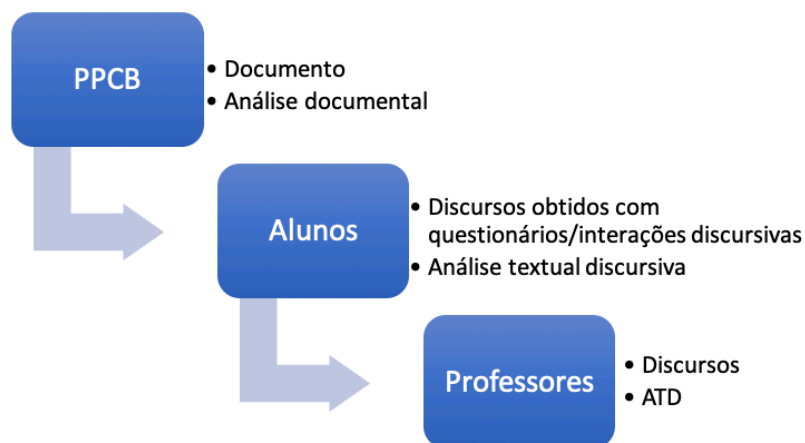 PPCB
• Documento
• Análise documental
Alunos
• Discursos obtidos com
questionários/interações discursivas
• Análise textual discursiva
Professores
• Discursos
• ATD